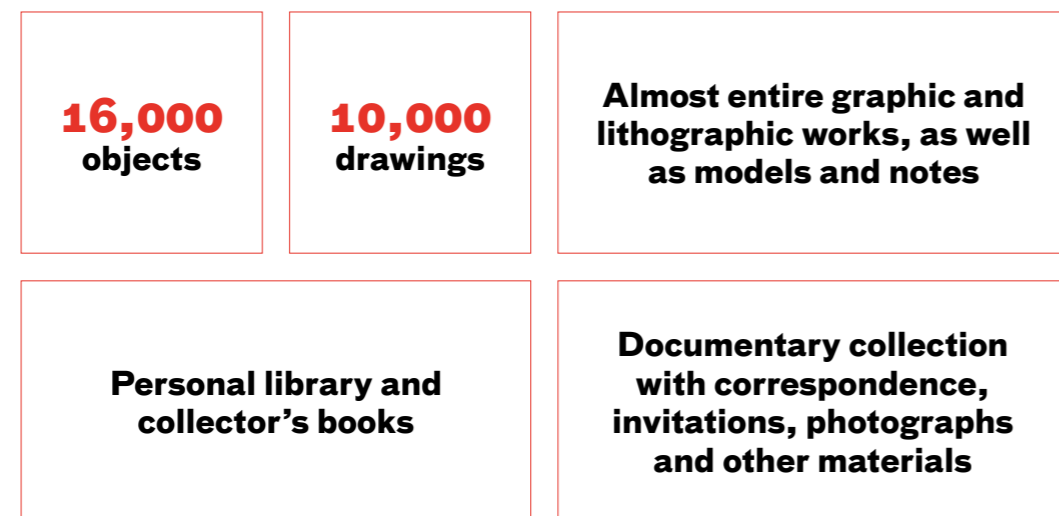 16,000
objects
10,000
drawings
Almost entire graphic and
lithographic works, as well
as models and notes
Personal library and
collector’s books
Documentary collection
with correspondence,
invitations, photographs
and other materials